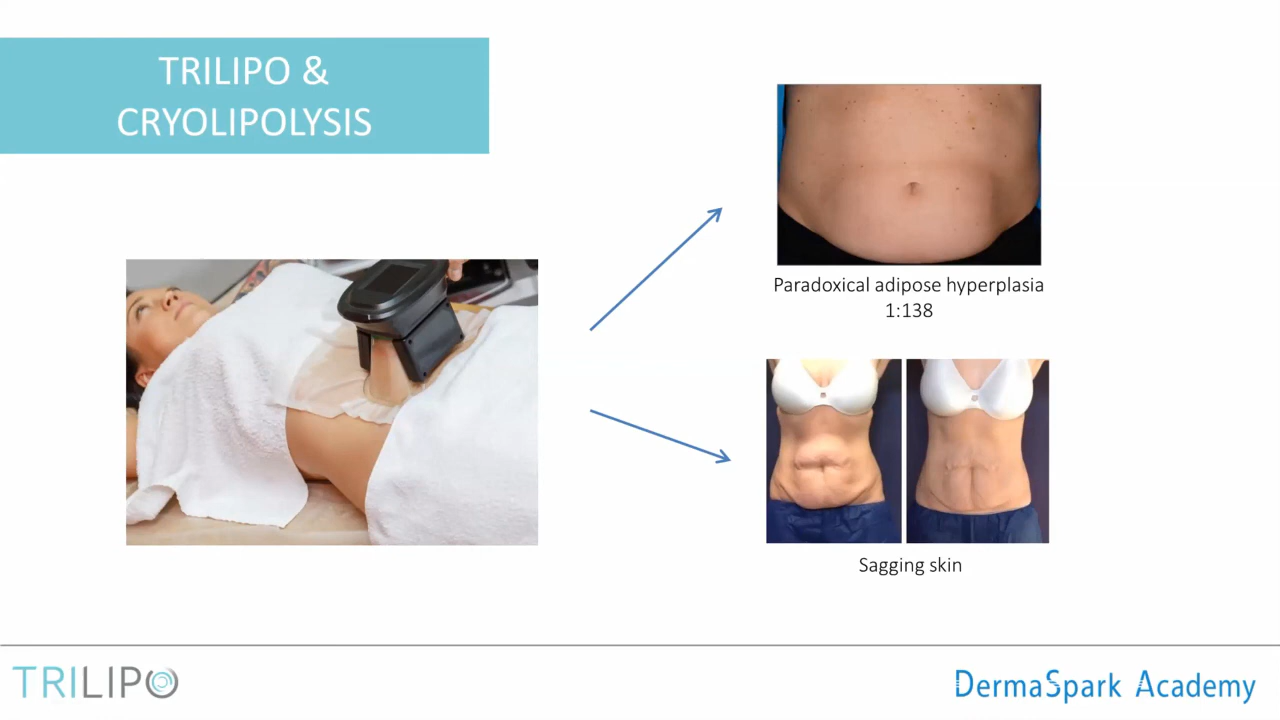 TRILIPO &
CRYOLIPOLYSIS
Paradoxical adipose hyperplasia
1:138
Sagging skin
TRILIPO
DermaSpark Academy